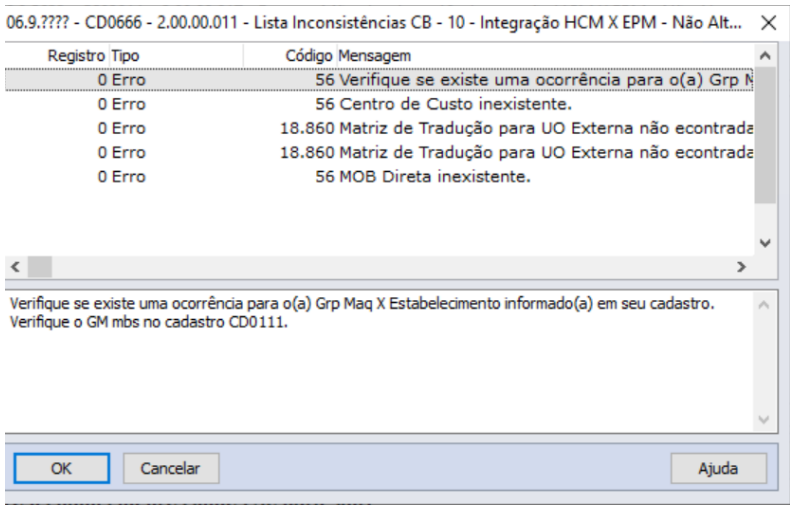 06.9.???? - CD0666 - 2.00.00.011 - Lista Inconsistências CB - 10 - Integração HCM X EPM - Não Alt...
Registro Tipo Código Mensagem
0 Erro 56 Verifique se existe uma ocorrência para o(a) Grp
0 Erro 56 Centro de Custo inexistente.
0 Erro 18.860 Matriz de Tradução para UO Externa não econtrada
0 Erro 18.860 Matriz de Tradução para UO Externa não econtrada
0 Erro 56 MOB Direta inexistente.
Verifique se existe uma ocorrência para o(a) Grp Maq X Estabelecimento informado(a) em seu cadastro.
Verifique o GM mbs no cadastro CD0111.
OK Cancelar Ajuda